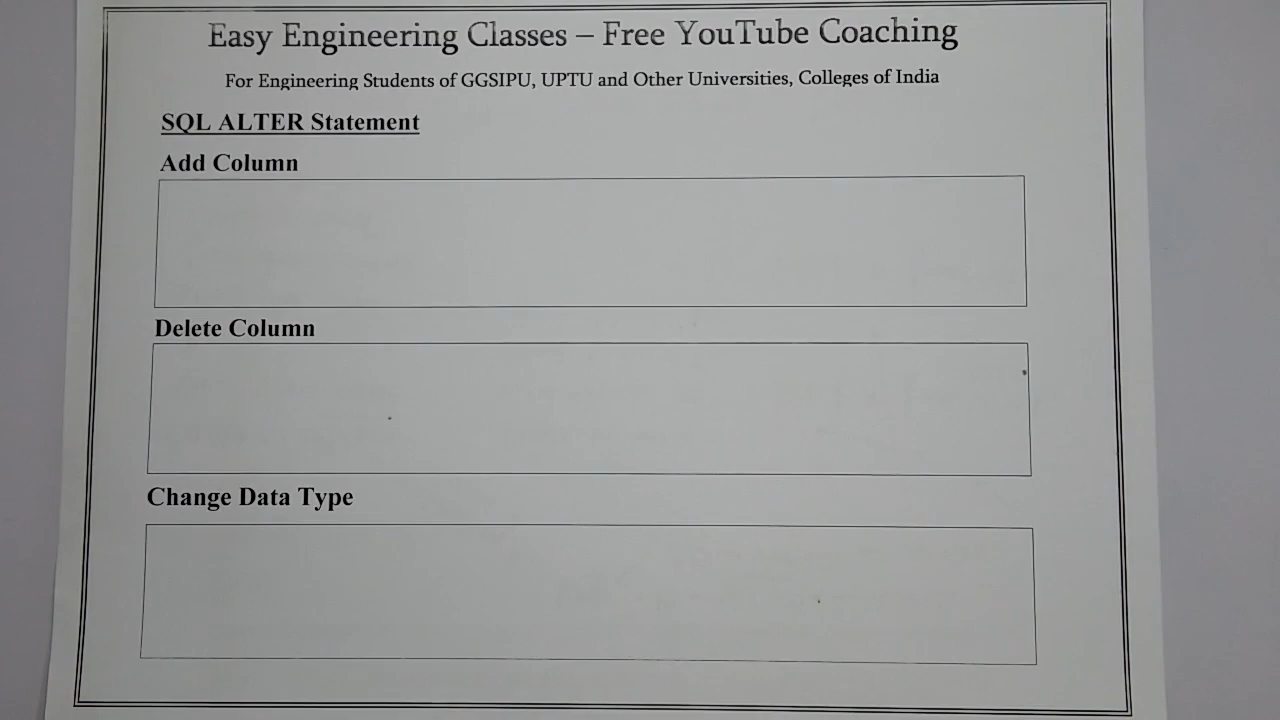 Easy Engineering Classes – Free YouTube Coaching
For Engineering Students of GGSIPU, UPTU and Other Universities, Colleges of India
SQL ALTER Statement
Add Column
Delete Column
Change Data Type